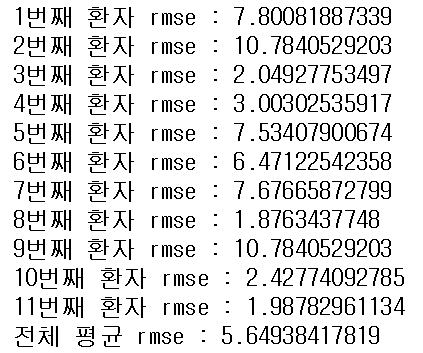 1번째 환자 rmse : 7.80081887339
2번째 환자 rmse : 10.7840529203
3번째 환자 rmse : 2.04927753497
4번째 환자 rmse : 3.00302535917
5번째 환자 rmse : 7.53407900674
6번째 환자 rmse : 6.47122542358
7번째 환자 rmse : 7.67665872799
8번째 환자 rmse : 1.8763437748
9번째 환자 rmse : 10.7840529203
10번째 환자 rmse : 2.42774092785
11번째 환자 rmse : 1.98782961134
전체 평균 rmse : 5.64938417819